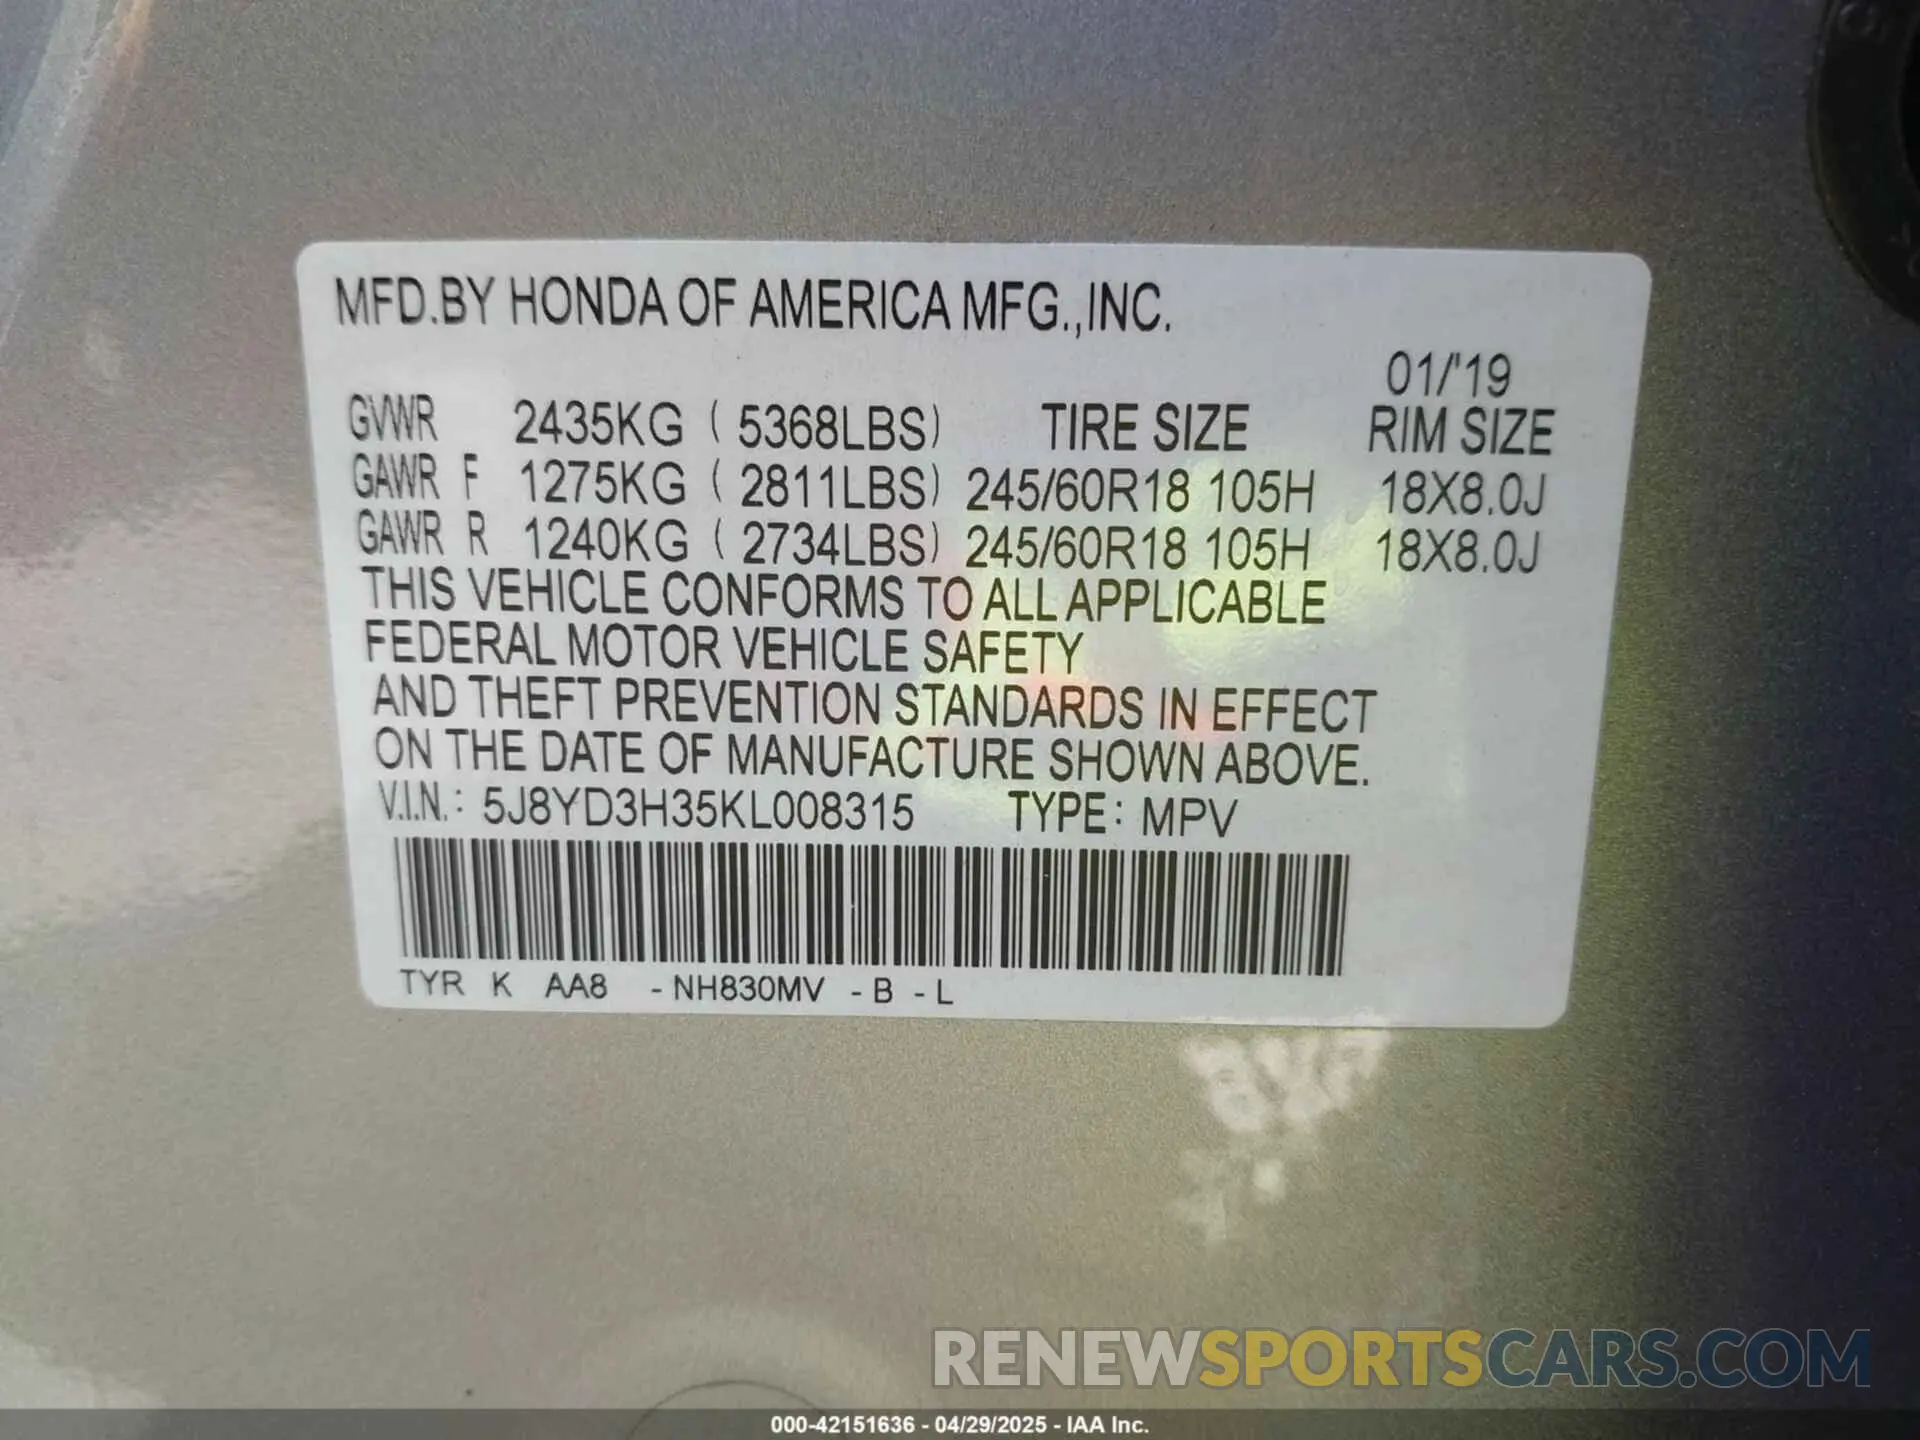 MFD.BY HONDA OF AMERICA MFG.,INC.
01/'19
GVWR 2435KG ( 5368LBS) TIRE SIZE RIM SIZE
GAWR F 1275KG ( 2811LBS) 245/60R18 105H 18X8.0J
GAWR R 1240KG ( 2734LBS) 245/60R18 105H 18X8.0J
THIS VEHICLE CONFORMS TO ALL APPLICABLE
FEDERAL MOTOR VEHICLE SAFETY
AND THEFT PREVENTION STANDARDS IN EFFECT
ON THE DATE OF MANUFACTURE SHOWN ABOVE.
V.I.N.: 5J8YD3H35KL008315 TYPE: MPV
TYR K AA8 -NH830MV -B -L
RENEWSPORTSCARS.COM
000-42151636 - 04/29/2025 - IAA Inc.